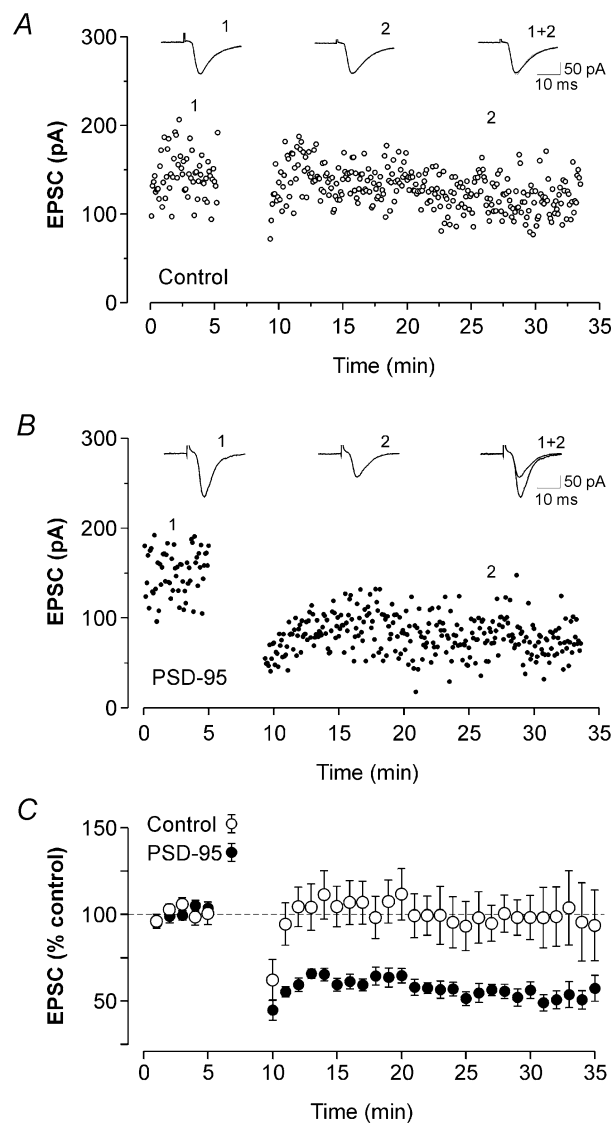 A
300
200
100
0
EPSC (pA)
1
2
1+2
50 pA
10 ms
1
2
Control
0 5 10 15 20 25 30 35
Time (min)
B
300
200
100
0
EPSC (pA)
1
2
1+2
50 pA
10 ms
1
2
PSD-95
0 5 10 15 20 25 30 35
Time (min)
C
150
100
50
EPSC (% control)
Control
PSD-95
0 5 10 15 20 25 30 35
Time (min)